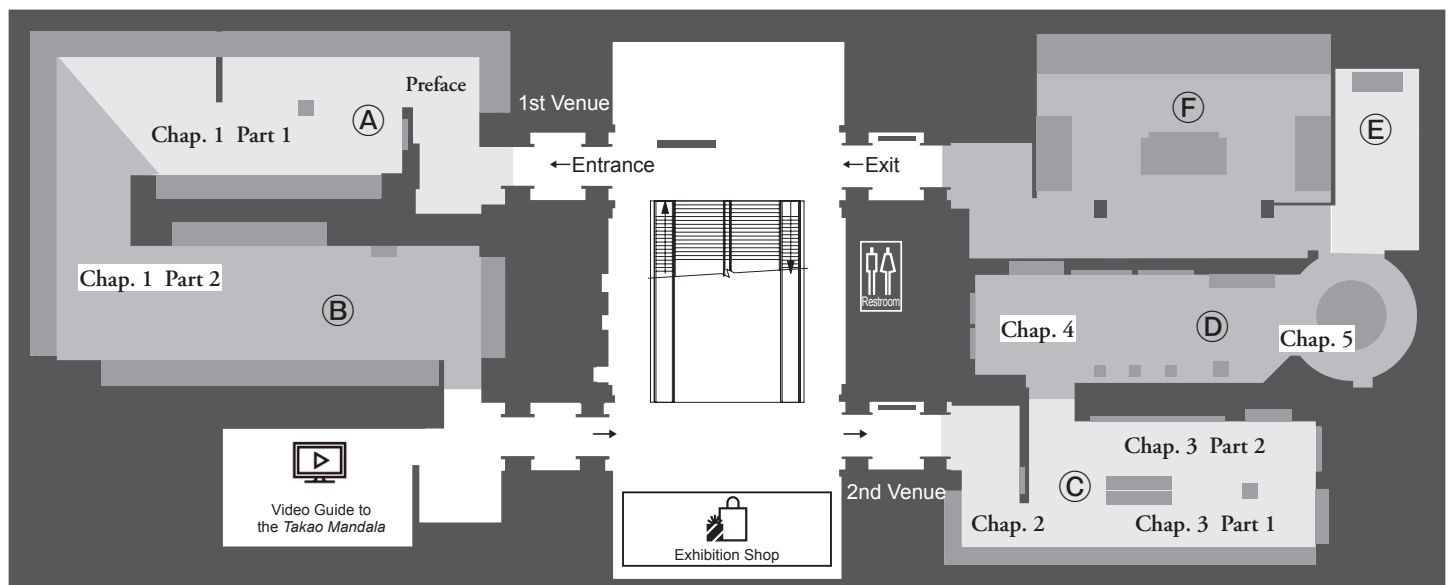 Preface
1st Venue
Ⓐ
Chap. 1 Part 1
←Entrance
←Exit
Ⓕ
Ⓔ
Chap. 1 Part 2
Ⓑ
Restroom
Chap. 4
Ⓓ
Chap. 5
→
→
Video Guide to
the Takao Mandala
Exhibition Shop
2nd Venue
Chap. 2
Ⓒ
Chap. 3 Part 2
Chap. 3 Part 1